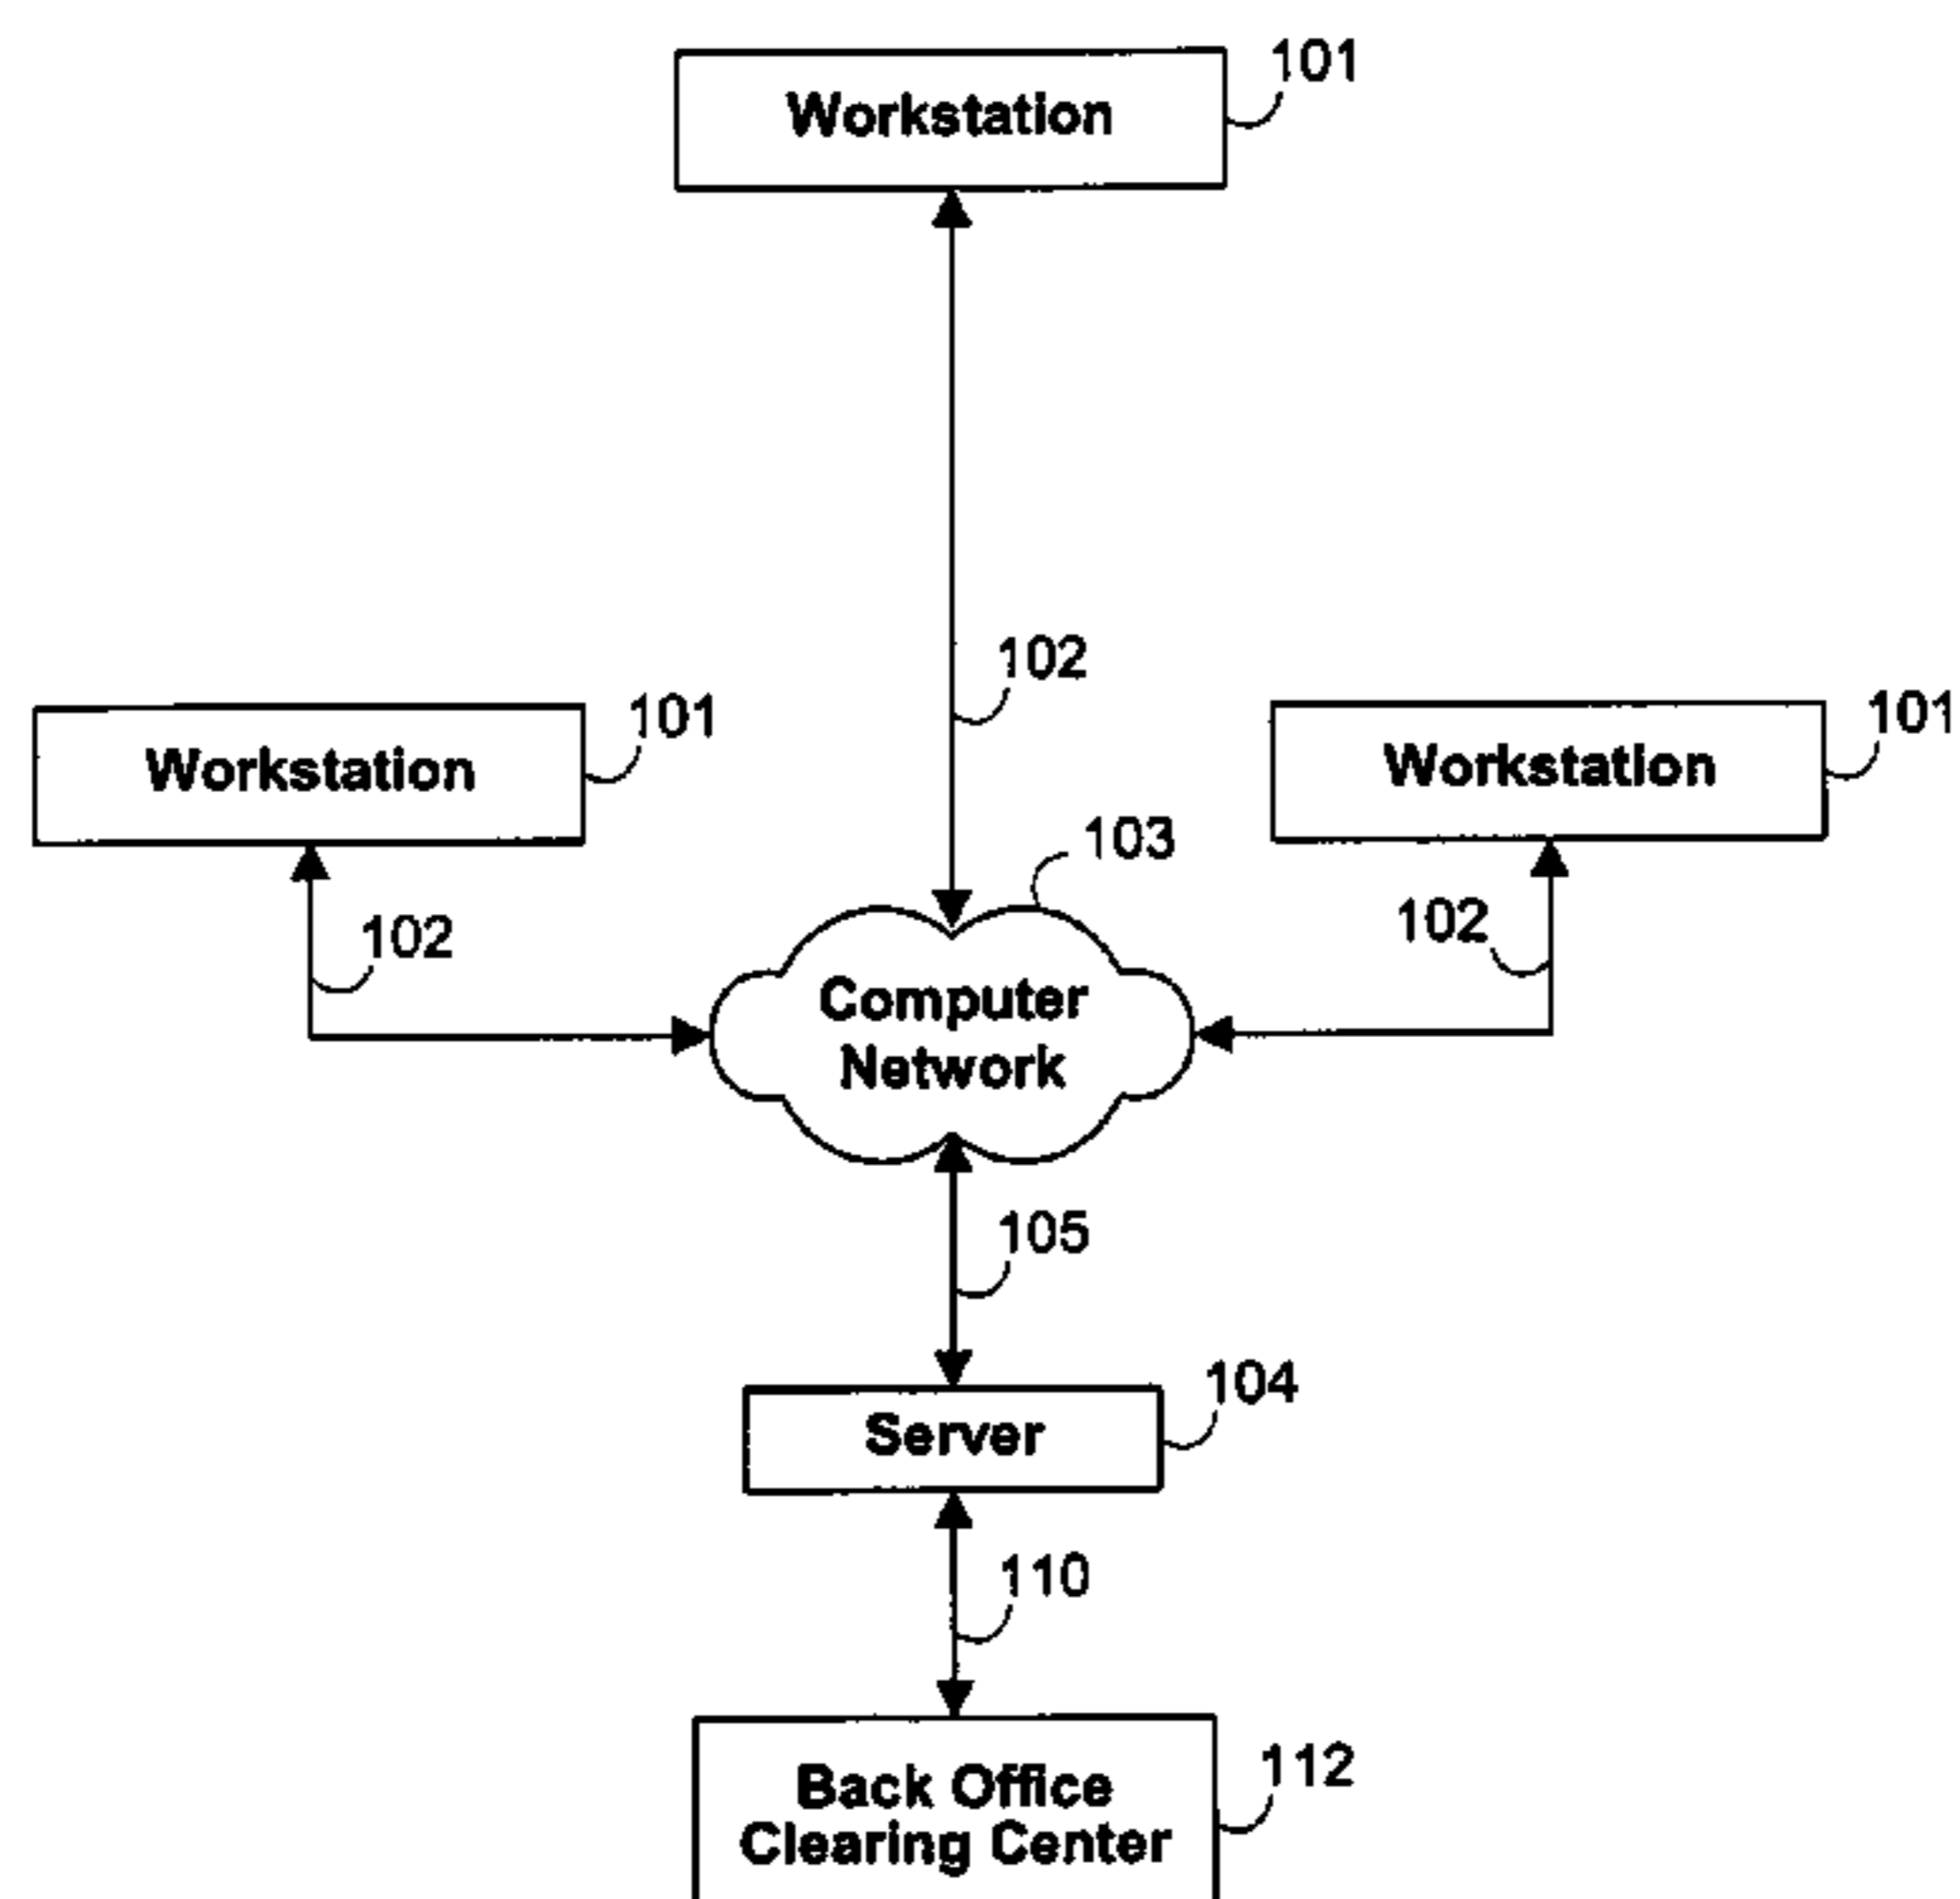 101
Workstation
102
101
Workstation
101
Workstation
103
102
102
Computer
Network
105
104
Server
110
112
Back Office
Clearing Center